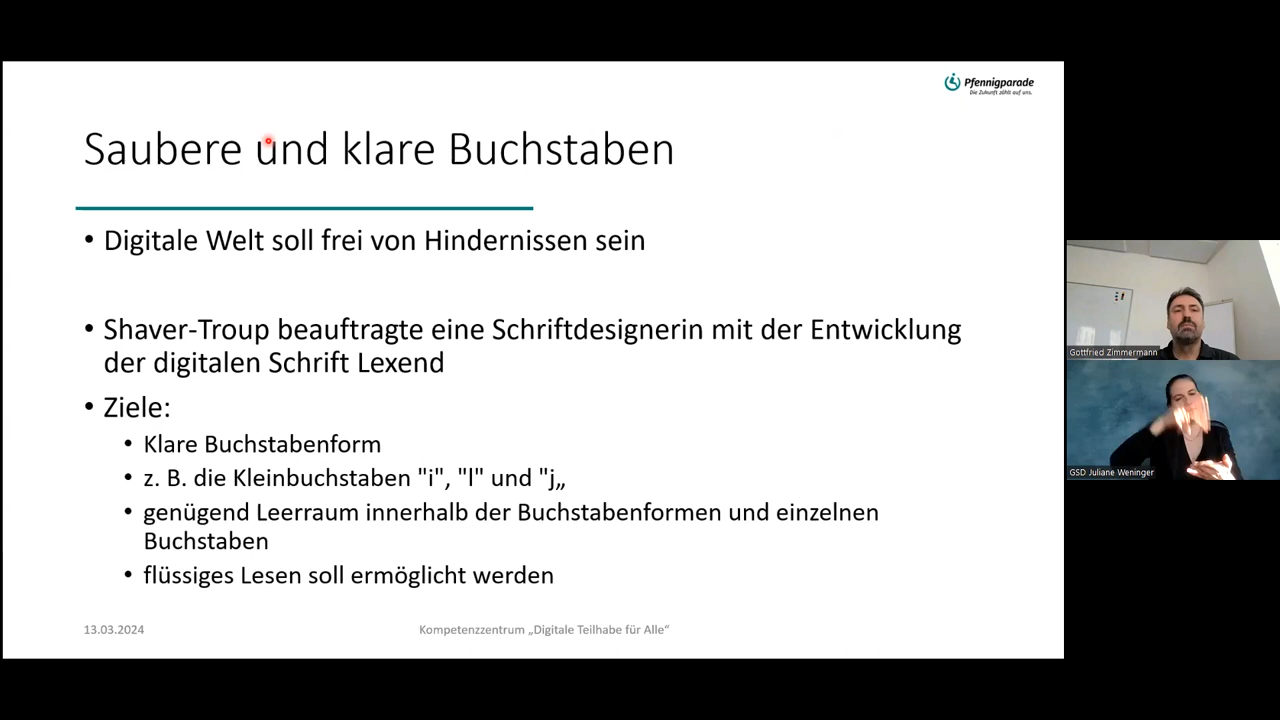 Pfennigparade
Die Zukunft zählt auf uns.
Saubere und klare Buchstaben
• Digitale Welt soll frei von Hindernissen sein
• Shaver-Troup beauftragte eine Schriftdesignerin mit der Entwicklung
der digitalen Schrift Lexend
• Ziele:
• Klare Buchstabenform
• z. B. die Kleinbuchstaben "i", "l" und "j„
• genügend Leerraum innerhalb der Buchstabenformen und einzelnen
Buchstaben
• flüssiges Lesen soll ermöglicht werden
13.03.2024
Kompetenzzentrum „Digitale Teilhabe für Alle“
Gottfried Zimmermann
GSD Juliane Weninger